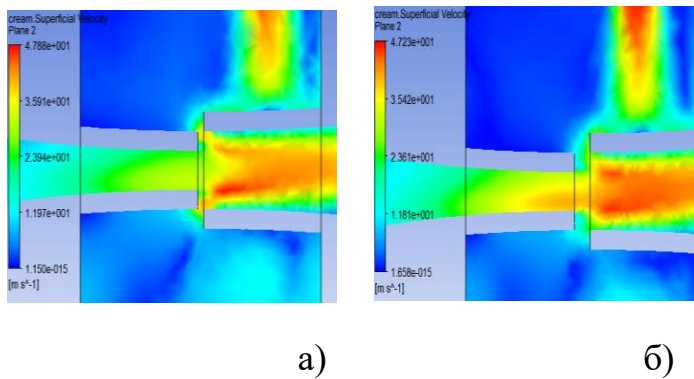 cream.Superficial Velocity
Plane 2
4.788e+001
3.591e+001
2.394e+001
1.197e+001
1.150e-015
[m s^-1]
cream.Superficial Velocity
Plane 2
4.723e+001
3.542e+001
2.361e+001
1.181e+001
1.658e-015
[m s^-1]
а)
б)